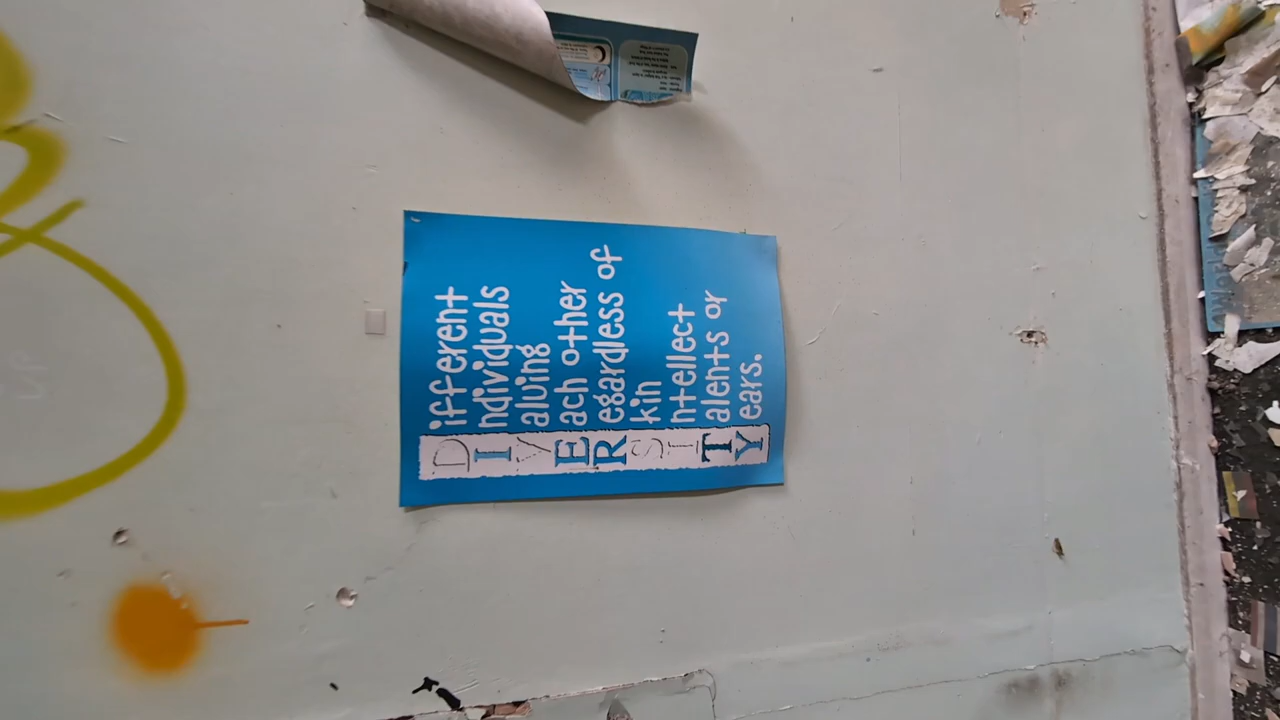 Different
Individuals
Valuing
Each other
Regardless of
Skin
Intellect
Talents or
Years.